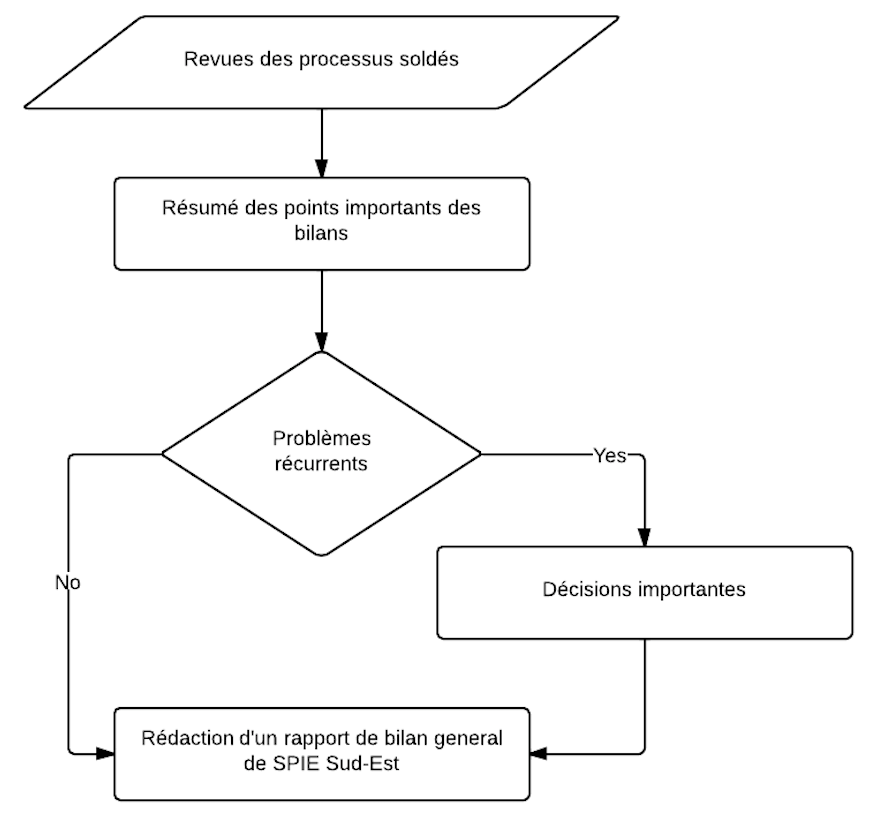 Revues des processus soldés
Résumé des points importants des
bilans
Problèmes
récurrents
Yes
No
Décisions importantes
Rédaction d'un rapport de bilan general
de SPIE Sud-Est